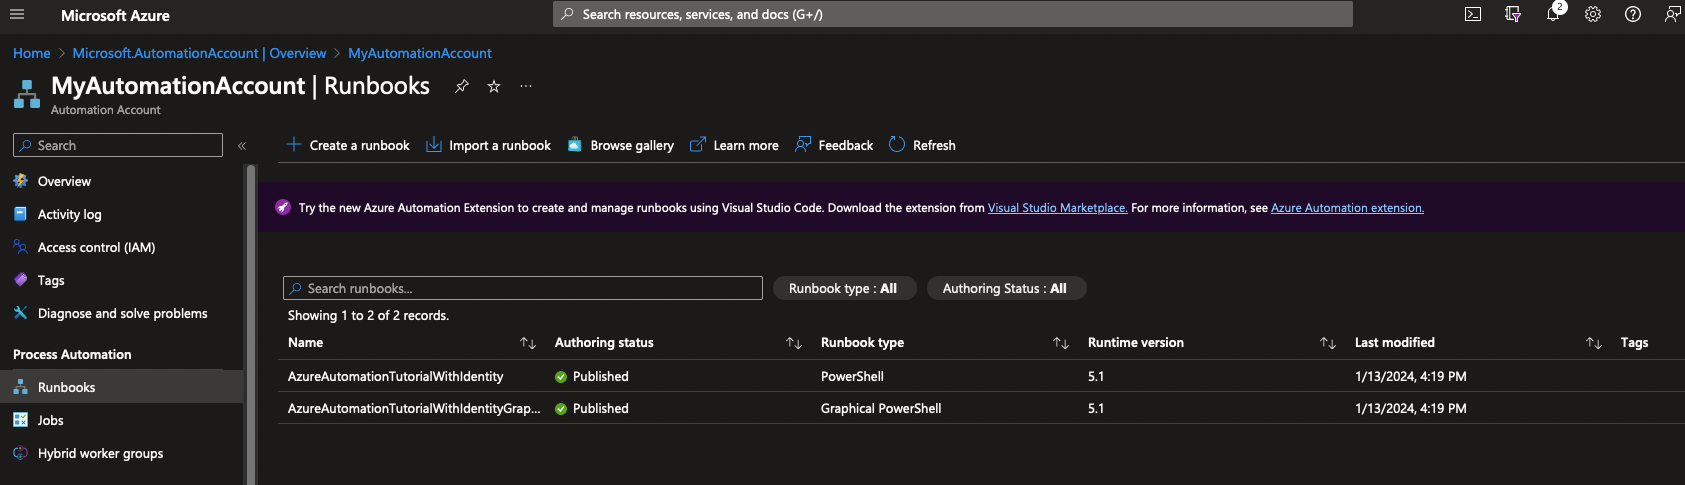 Microsoft Azure
Search resources, services, and docs (G+/)
2
Home > Microsoft.AutomationAccount | Overview > MyAutomationAccount
MyAutomationAccount | Runbooks
Automation Account
Search
Create a runbook Import a runbook Browse gallery Learn more Feedback Refresh
Overview
Activity log
Access control (IAM)
Tags
Diagnose and solve problems
Process Automation
Runbooks
Jobs
Hybrid worker groups
Try the new Azure Automation Extension to create and manage runbooks using Visual Studio Code. Download the extension from Visual Studio Marketplace. For more information, see Azure Automation extension.
Search runbooks... Runbook type : All Authoring Status : All
Showing 1 to 2 of 2 records.
Name Authoring status Runbook type Runtime version Last modified Tags
AzureAutomationTutorialWithIdentity Published PowerShell 5.1 1/13/2024, 4:19 PM
AzureAutomationTutorialWithIdentityGrap... Published Graphical PowerShell 5.1 1/13/2024, 4:19 PM